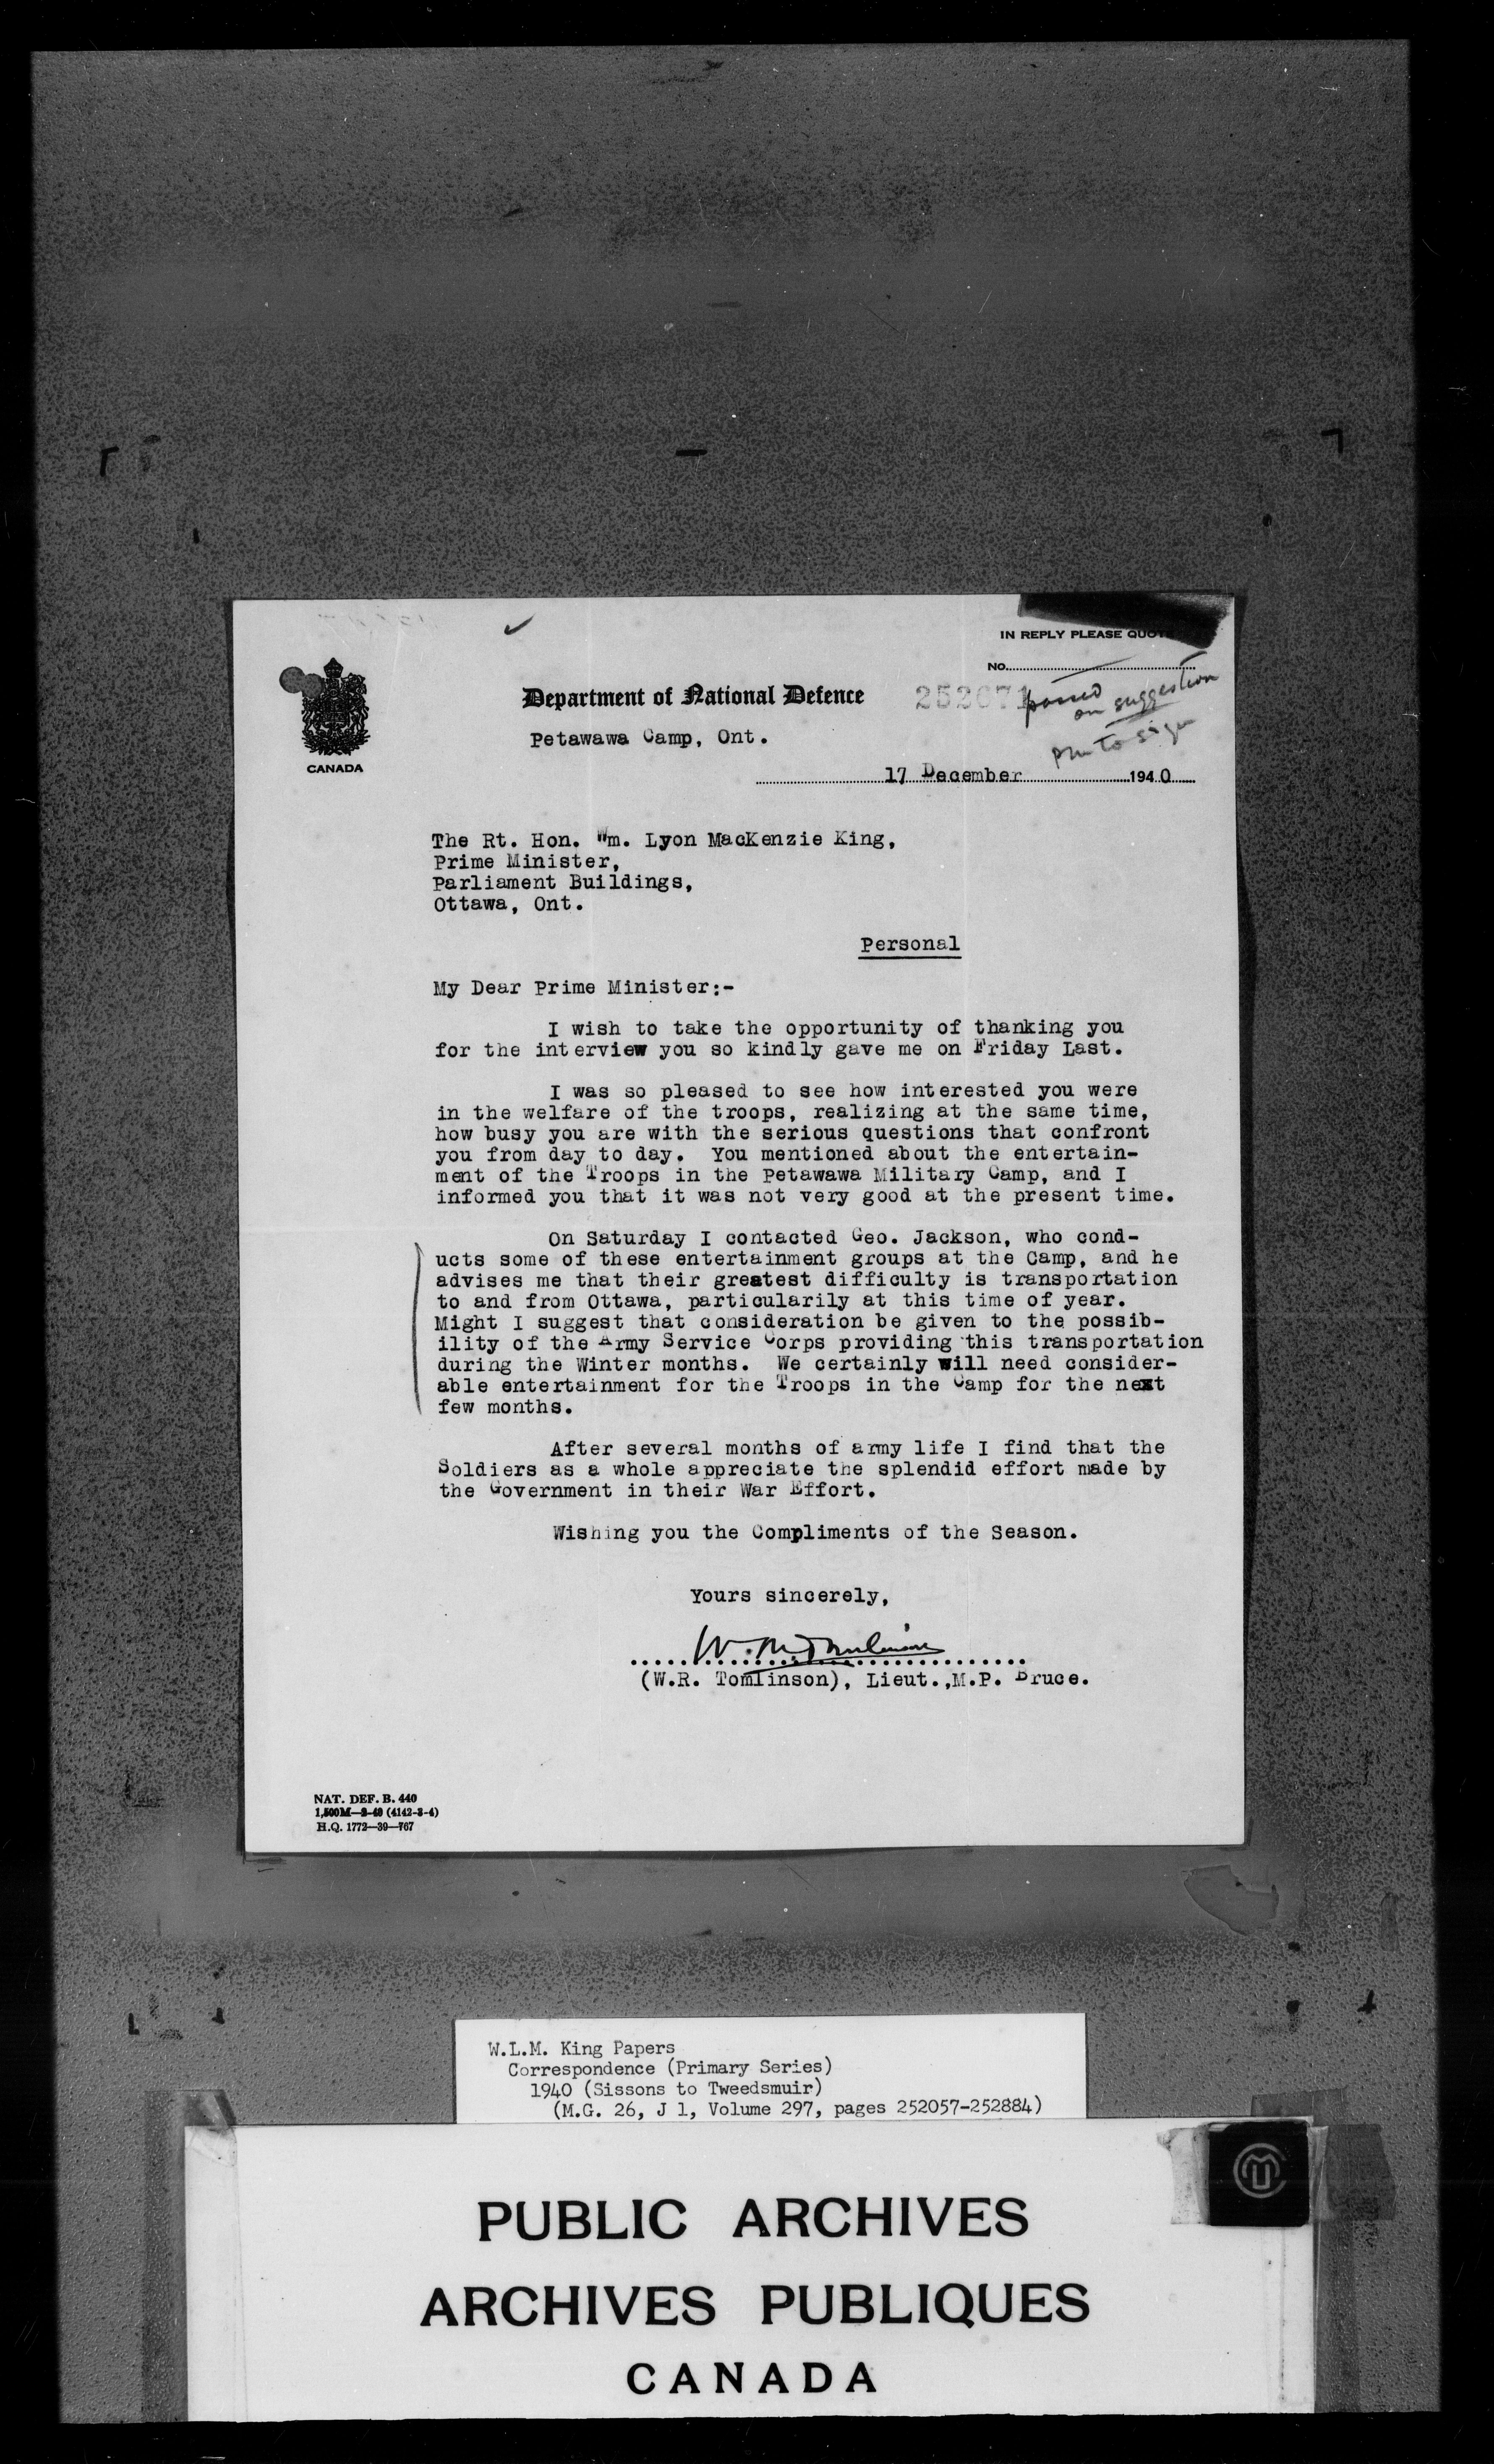 IN REPLY PLEASE QUOTE
No.
Department of National Defence
252671
passed
on suggestion
Petawawa Camp, Ont.
pm to sign
CANADA
17 December 1940
The Rt. Hon. Wm. Lyon MacKenzie King,
Prime Minister,
Parliament Buildings,
Ottawa, Ont.
Personal
My Dear Prime Minister:-
I wish to take the opportunity of thanking you
for the interview you so kindly gave me on Friday Last.
I was so pleased to see how interested you were
in the welfare of the troops, realizing at the same time,
how busy you are with the serious questions that confront
you from day to day. You mentioned about the entertain-
ment of the Troops in the Petawawa Military Camp, and I
informed you that it was not very good at the present time.
On Saturday I contacted Geo. Jackson, who cond-
ucts some of these entertainment groups at the Camp, and he
advises me that their greatest difficulty is transportation
to and from Ottawa, particularily at this time of year.
Might I suggest that consideration be given to the possib-
ility of the Army Service Corps providing this transportation
during the Winter months. We certainly will need consider-
able entertainment for the Troops in the Camp for the next
few months.
After several months of army life I find that the
Soldiers as a whole appreciate the splendid effort made by
the Government in their War Effort.
Wishing you the Compliments of the Season.
Yours sincerely,
W. R. Tomlinson
(W.R. Tomlinson), Lieut.,M.P. Bruce.
NAT. DEF. B. 440
1,500M—2-40 (4142-3-4)
H.Q. 1772—39—767
W.L.M. King Papers
Correspondence (Primary Series)
1940 (Sissons to Tweedsmuir)
(M.G. 26, J 1, Volume 297, pages 252057-252884)
PUBLIC ARCHIVES
ARCHIVES PUBLIQUES
CANADA